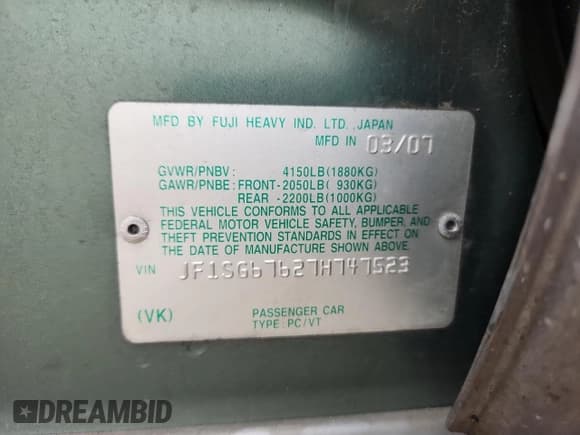 MFD BY FUJI HEAVY IND. LTD., JAPAN
MFD IN 03/07
GVWR/PNBV: 4150LB(1880KG)
GAWR/PNBE: FRONT-2050LB( 930KG)
REAR -2200LB(1000KG)
THIS VEHICLE CONFORMS TO ALL APPLICABLE
FEDERAL MOTOR VEHICLE SAFETY, BUMPER, AND
THEFT PREVENTION STANDARDS IN EFFECT ON
THE DATE OF MANUFACTURE SHOWN ABOVE.
VIN JF1SG67627H747523
(VK) PASSENGER CAR
TYPE: PC/VT
DREAMBID